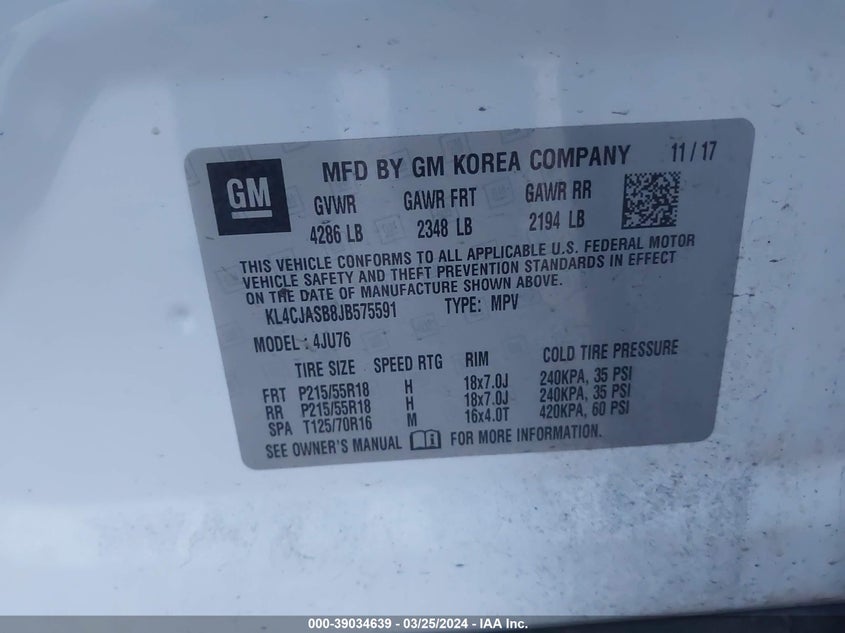 GM
MFD BY GM KOREA COMPANY 11/17
GVWR GAWR FRT GAWR RR
4286 LB 2348 LB 2194 LB
THIS VEHICLE CONFORMS TO ALL APPLICABLE U.S. FEDERAL MOTOR
VEHICLE SAFETY AND THEFT PREVENTION STANDARDS IN EFFECT
ON THE DATE OF MANUFACTURE SHOWN ABOVE.
KL4CJASB8JB575591 TYPE: MPV
MODEL: 4JU76
TIRE SIZE SPEED RTG RIM COLD TIRE PRESSURE
FRT P215/55R18 H 18x7.0J 240KPA, 35 PSI
RR P215/55R18 H 18x7.0J 240KPA, 35 PSI
SPA T125/70R16 M 16x4.0T 420KPA, 60 PSI
SEE OWNER'S MANUAL FOR MORE INFORMATION.
000-39034639 - 03/25/2024 - IAA Inc.